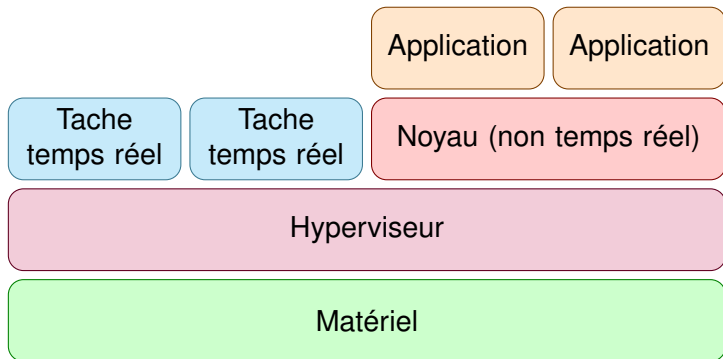 Application
Application
Tache
temps réel
Tache
temps réel
Noyau (non temps réel)
Hyperviseur
Matériel